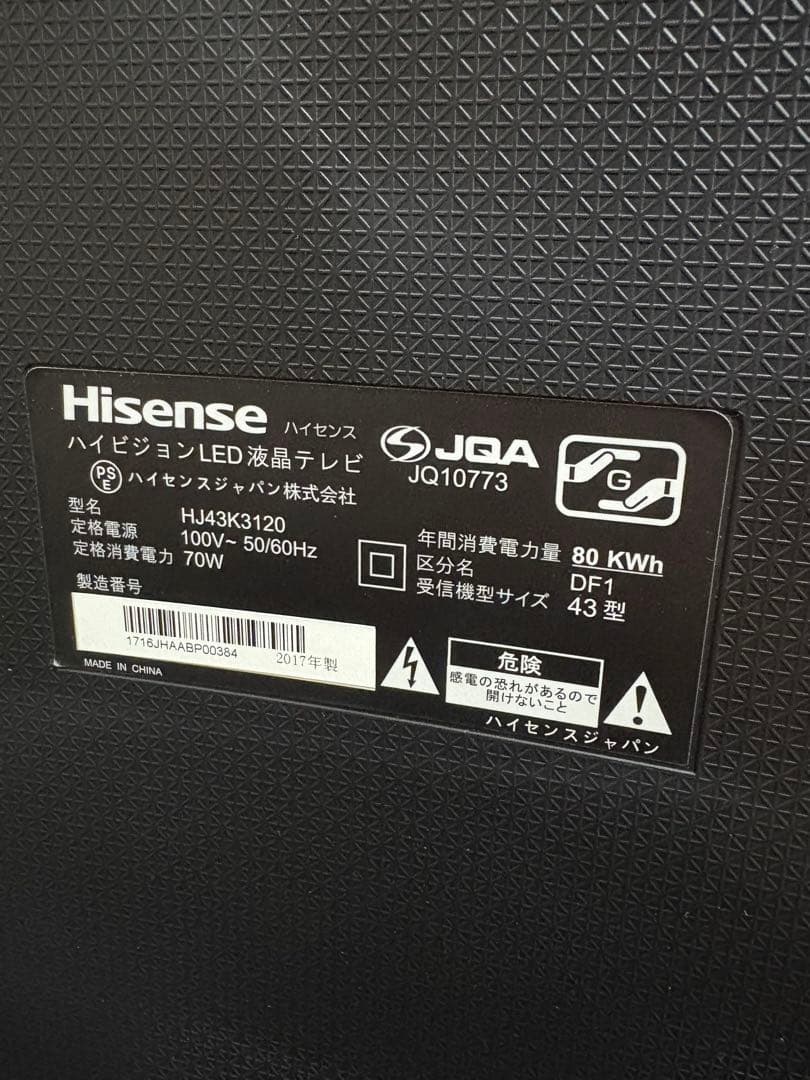 Hisense ハイセンス
ハイビジョンLED液晶テレビ
PSE ハイセンスジャパン株式会社
JQA
JQ10773
G
型名 HJ43K3120
定格電源 100V~ 50/60Hz
定格消費電力 70W
製造番号
年間消費電力量 80 KWh
区分名 DF1
受信機型サイズ 43型
1716JHAABP00384 2017年製
MADE IN CHINA
危険
感電の恐れがあるので
開けないこと
ハイセンスジャパン